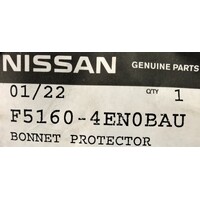 NISSAN GENUINE PARTS
01/22 QTY 1
F5160-4EN0BAU
BONNET PROTECTOR